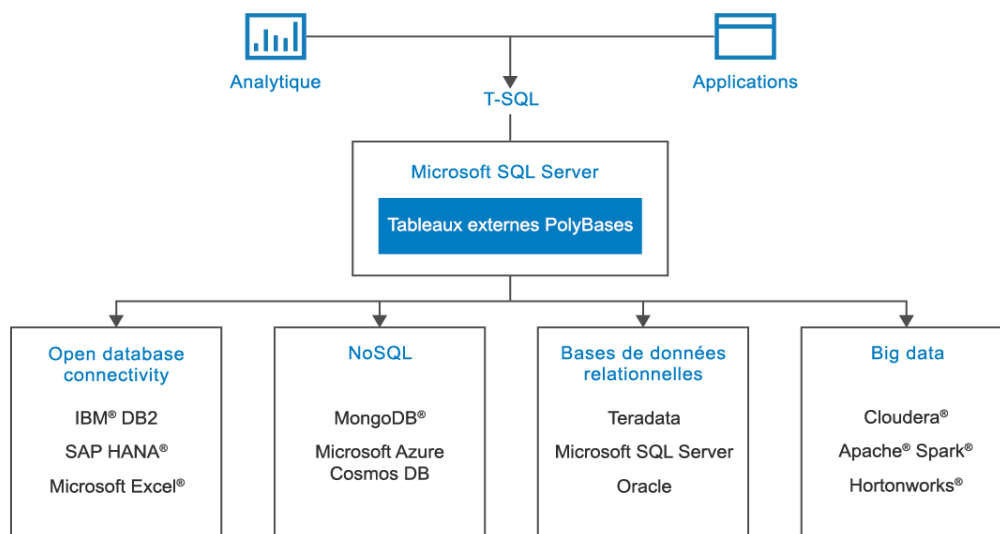 Analytique
Applications
T-SQL
Microsoft SQL Server
Tableaux externes PolyBases
Open database
connectivity
IBM® DB2
SAP HANA®
Microsoft Excel®
NoSQL
MongoDB®
Microsoft Azure
Cosmos DB
Bases de données
relationnelles
Teradata
Microsoft SQL Server
Oracle
Big data
Cloudera®
Apache® Spark®
Hortonworks®